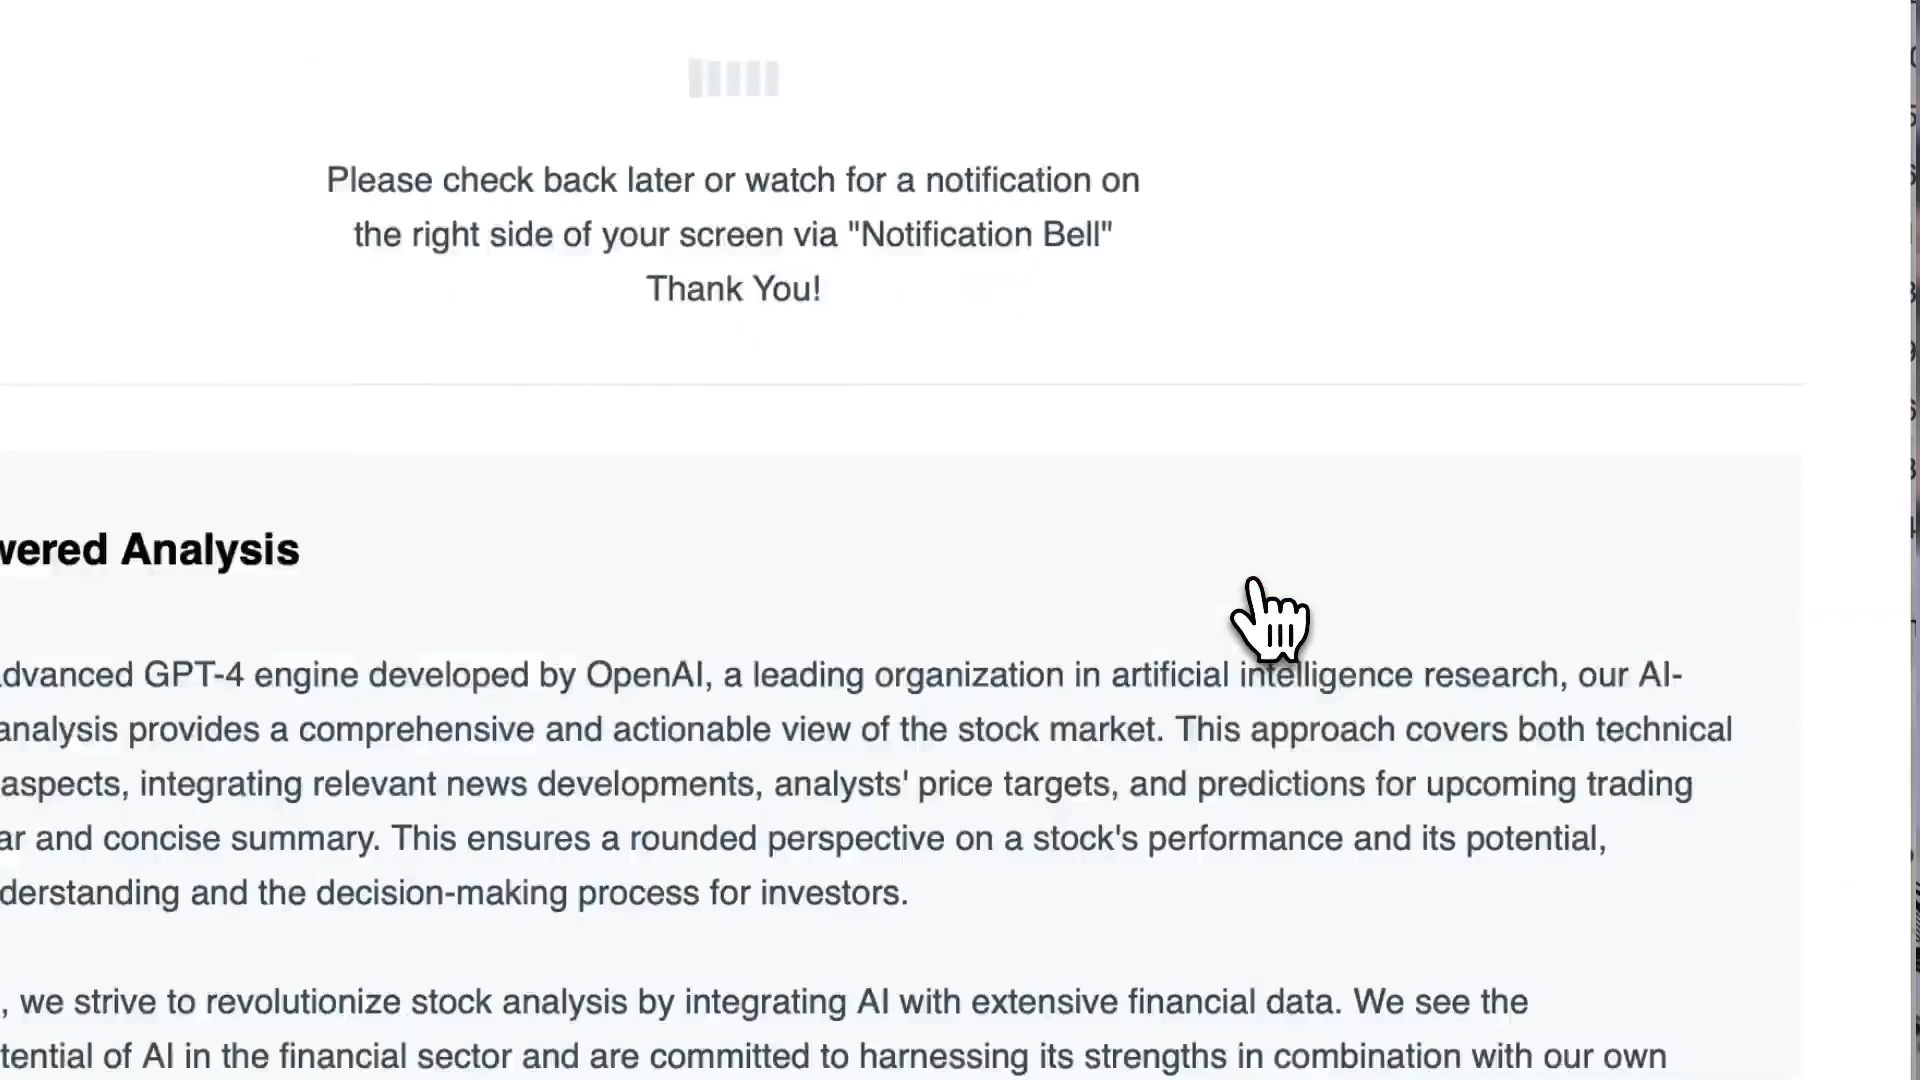 Please check back later or watch for a notification on
the right side of your screen via "Notification Bell"
Thank You!
wered Analysis
dvanced GPT-4 engine developed by OpenAI, a leading organization in artificial intelligence research, our AI-
analysis provides a comprehensive and actionable view of the stock market. This approach covers both technical
aspects, integrating relevant news developments, analysts' price targets, and predictions for upcoming trading
ar and concise summary. This ensures a rounded perspective on a stock's performance and its potential,
derstanding and the decision-making process for investors.
, we strive to revolutionize stock analysis by integrating AI with extensive financial data. We see the
tential of AI in the financial sector and are committed to harnessing its strengths in combination with our own